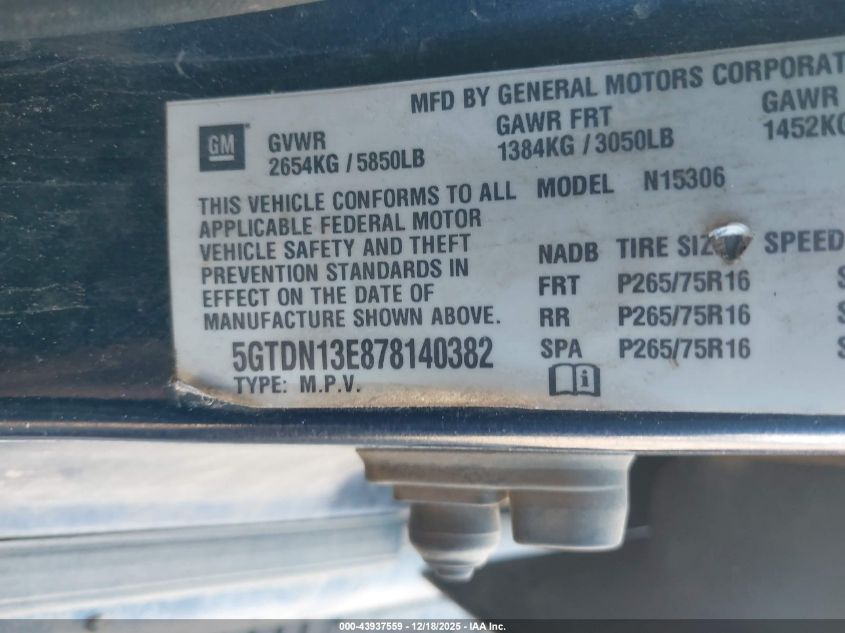 MFD BY GENERAL MOTORS CORPORAT
GM
GVWR
2654KG / 5850LB
GAWR FRT
1384KG / 3050LB
GAWR
1452KG
THIS VEHICLE CONFORMS TO ALL
APPLICABLE FEDERAL MOTOR
VEHICLE SAFETY AND THEFT
PREVENTION STANDARDS IN
EFFECT ON THE DATE OF
MANUFACTURE SHOWN ABOVE.
5GTDN13E878140382
TYPE: M.P.V.
MODEL N15306
NADB TIRE SIZ SPEED
FRT P265/75R16 S
RR P265/75R16 S
SPA P265/75R16 S
000-43937559 - 12/18/2025 - IAA Inc.